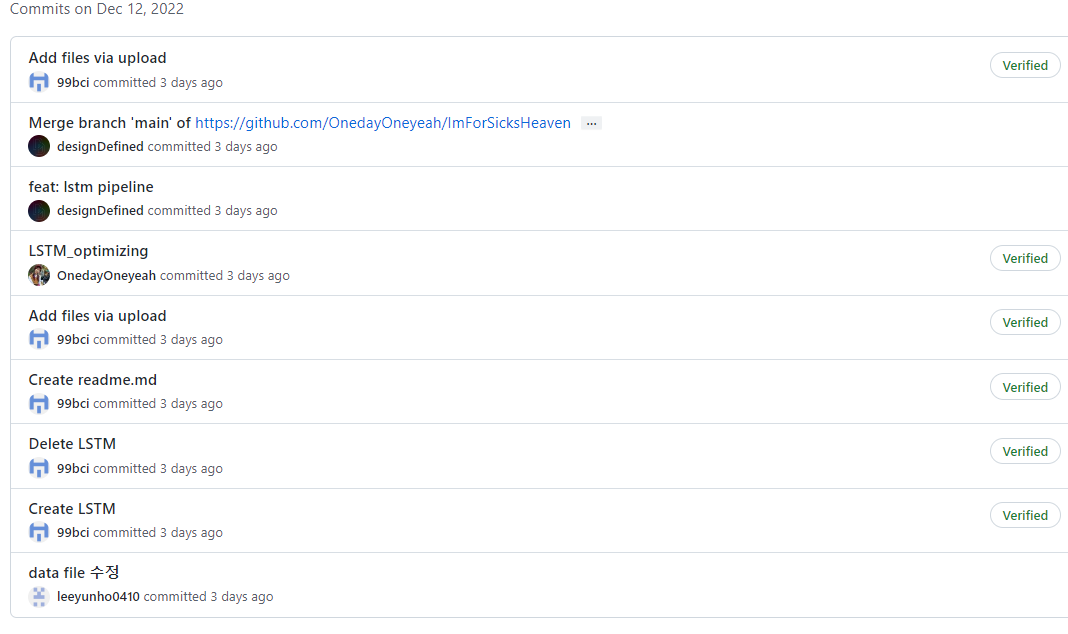 Commits on Dec 12, 2022
Add files via upload
Verified
99bci committed 3 days ago
Merge branch 'main' of https://github.com/OnedayOneyeah/ImForSicksHeaven ...
designDefined committed 3 days ago
feat: lstm pipeline
designDefined committed 3 days ago
LSTM_optimizing
Verified
OnedayOneyeah committed 3 days ago
Add files via upload
Verified
99bci committed 3 days ago
Create readme.md
Verified
99bci committed 3 days ago
Delete LSTM
Verified
99bci committed 3 days ago
Create LSTM
Verified
99bci committed 3 days ago
data file 수정
leeyunho0410 committed 3 days ago